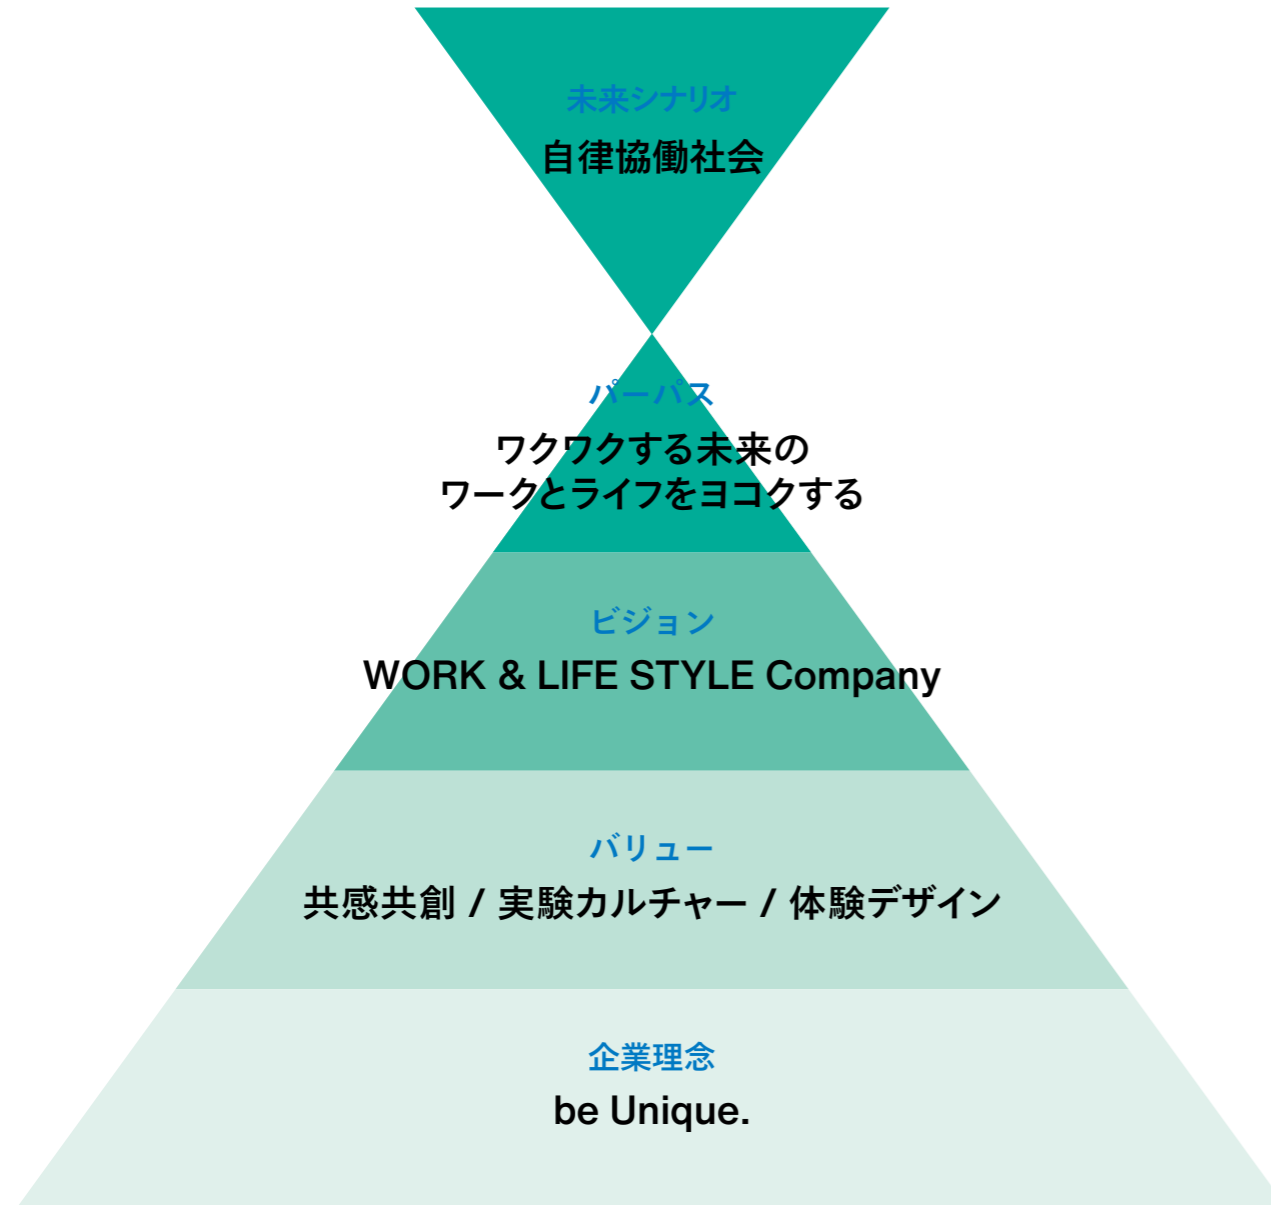 未来シナリオ
自律協働社会
パーパス
ワクワクする未来の
ワークとライフをヨコクする
ビジョン
WORK & LIFE STYLE Company
バリュー
共感共創 / 実験カルチャー / 体験デザイン
企業理念
be Unique.